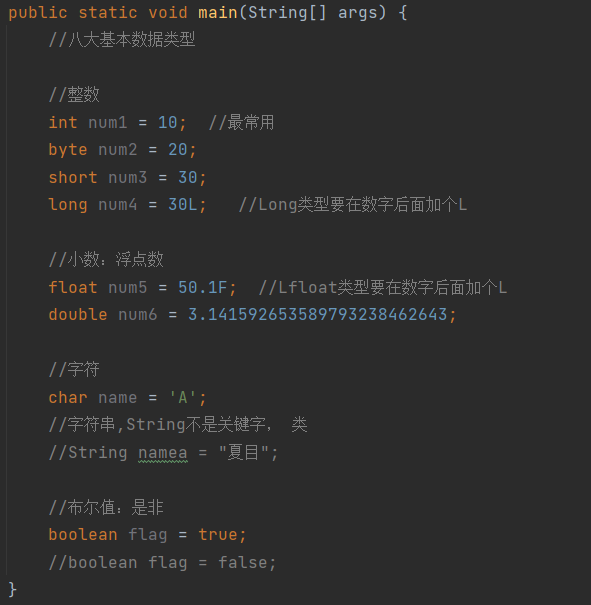 public static void main(String[] args) {
//八大基本数据类型
//整数
int num1 = 10;  //最常用
byte num2 = 20;
short num3 = 30;
long num4 = 30L;   //Long类型要在数字后面加个L
//小数：浮点数
float num5 = 50.1F;  //Lfloat类型要在数字后面加个L
double num6 = 3.141592653589793238462643;
//字符
char name = 'A';
//字符串,String不是关键字， 类
//String namea = "夏目";
//布尔值：是非
boolean flag = true;
//boolean flag = false;
}